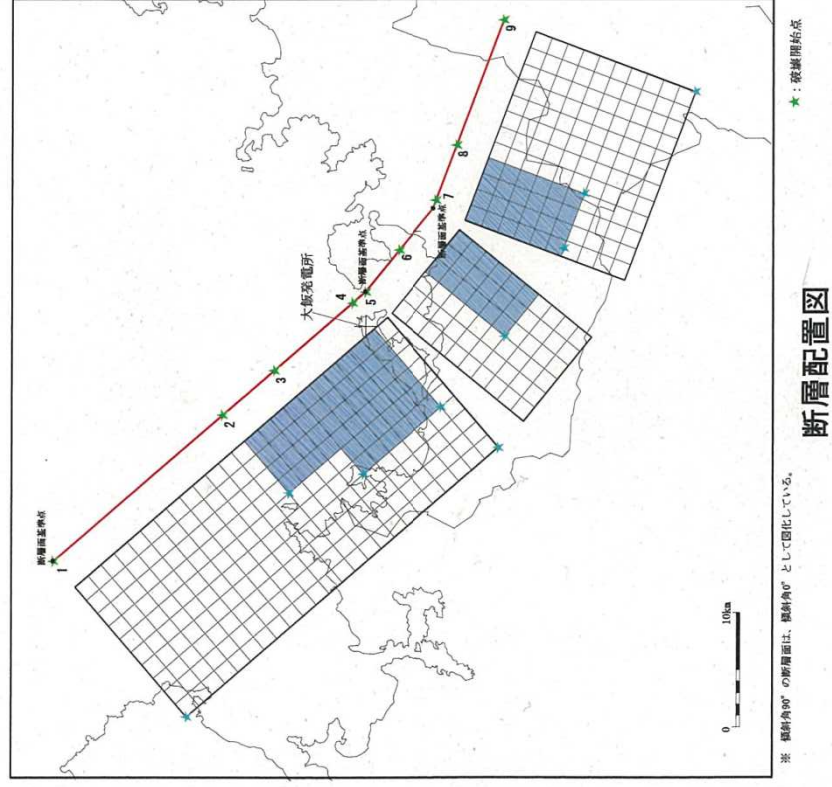 断層面基準点
1
2
3
大飯発電所
4
断層面基準点
5
6
断層面基準点
7
8
9
0
10km
★：破壊開始点
※ 傾斜角90°の断層面は、傾斜角0°として図化している。
断層配置図